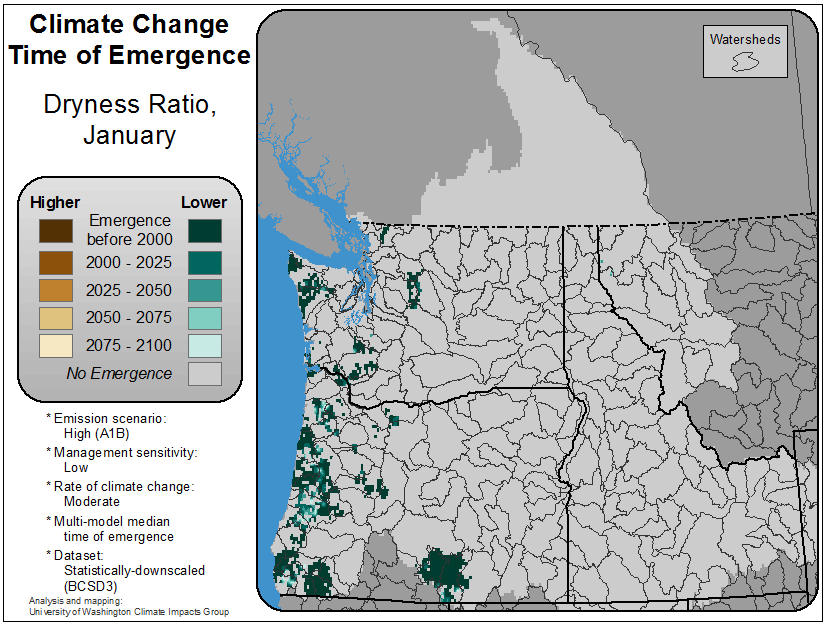 Climate Change
Time of Emergence
Dryness Ratio,
January
Higher
Lower
Emergence
before 2000
2000 - 2025
2025 - 2050
2050 - 2075
2075 - 2100
No Emergence
* Emission scenario:
High (A1B)
* Management sensitivity:
Low
* Rate of climate change:
Moderate
* Multi-model median
time of emergence
* Dataset:
Statistically-downscaled
(BCSD3)
Analysis and mapping:
University of Washington Climate Impacts Group
Watersheds